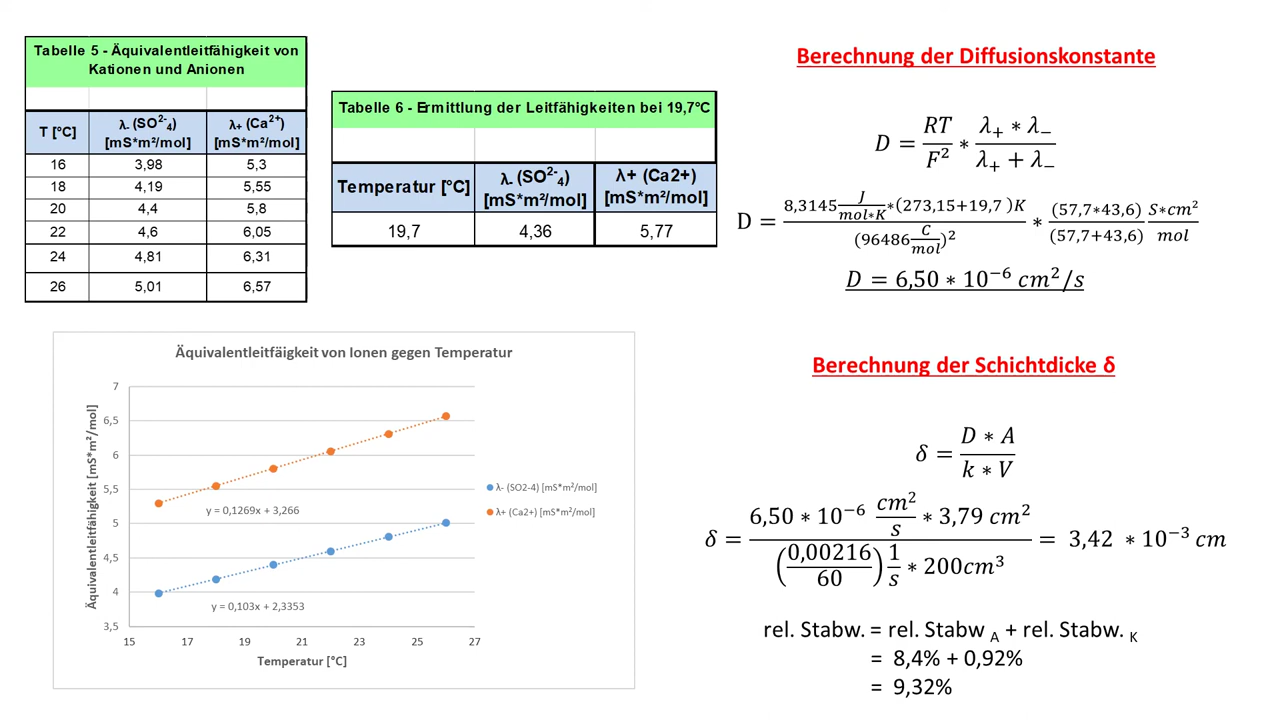 Tabelle 5 - Äquivalentleitfähigkeit von
Kationen und Anionen
T [°C] λ- (SO²⁻₄) [mS*m²/mol] λ+ (Ca²⁺) [mS*m²/mol]
16 3,98 5,3
18 4,19 5,55
20 4,4 5,8
22 4,6 6,05
24 4,81 6,31
26 5,01 6,57
Tabelle 6 - Ermittlung der Leitfähigkeiten bei 19,7°C
Temperatur [°C] λ- (SO²⁻₄) [mS*m²/mol] λ+ (Ca2+) [mS*m²/mol]
19,7 4,36 5,77
Äquivalentleitfäigkeit von Ionen gegen Temperatur
Äquivalentleitfähigkeit [mS*m²/mol]
7
6,5
6
5,5
5
4,5
4
3,5
15 17 19 21 23 25 27
Temperatur [°C]
y = 0,1269x + 3,266
y = 0,103x + 2,3353
λ- (SO2-4) [mS*m²/mol]
λ+ (Ca2+) [mS*m²/mol]
Berechnung der Diffusionskonstante
D = RT/F² * (λ₊ * λ₋)/(λ₊ + λ₋)
D = (8,3145 J/(mol*K) *(273,15+19,7 )K)/(96486 C/mol)² * (57,7*43,6)/(57,7+43,6) S*cm²/mol
D = 6,50 * 10⁻⁶ cm²/s
Berechnung der Schichtdicke δ
δ = (D * A)/(k * V)
δ = (6,50 * 10⁻⁶ cm²/s * 3,79 cm²)/((0,00216/60) 1/s * 200cm³) = 3,42 * 10⁻³ cm
rel. Stabw. = rel. Stabw A + rel. Stabw. K
= 8,4% + 0,92%
= 9,32%